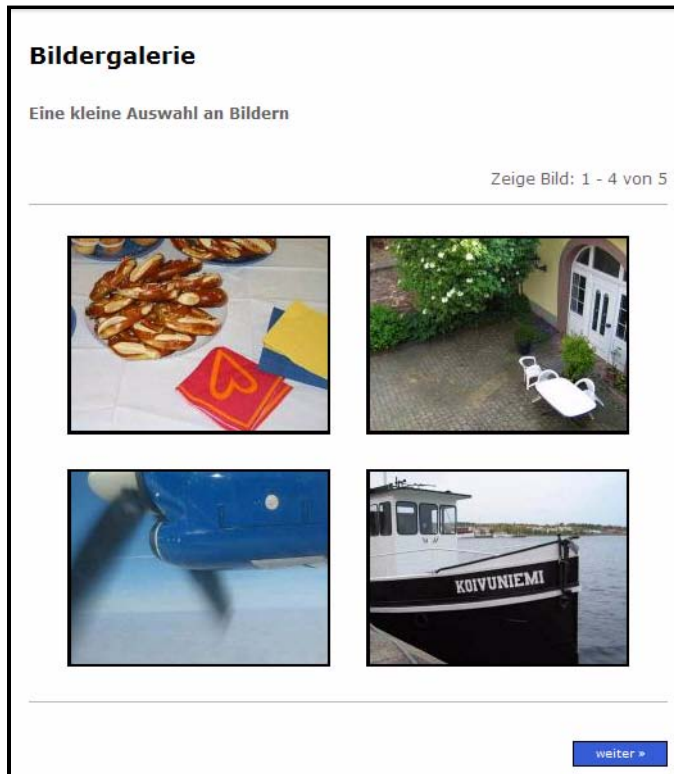 Bildergalerie
Eine kleine Auswahl an Bildern
Zeige Bild: 1 - 4 von 5
KOIVUNIEMI
weiter »